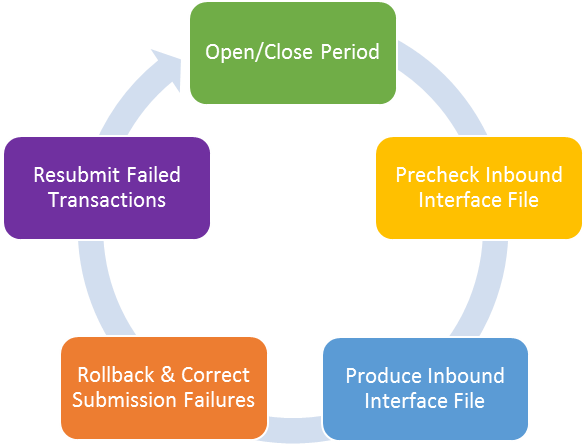 Open/Close Period
Precheck Inbound
Interface File
Produce Inbound
Interface File
Rollback & Correct
Submission Failures
Resubmit Failed
Transactions